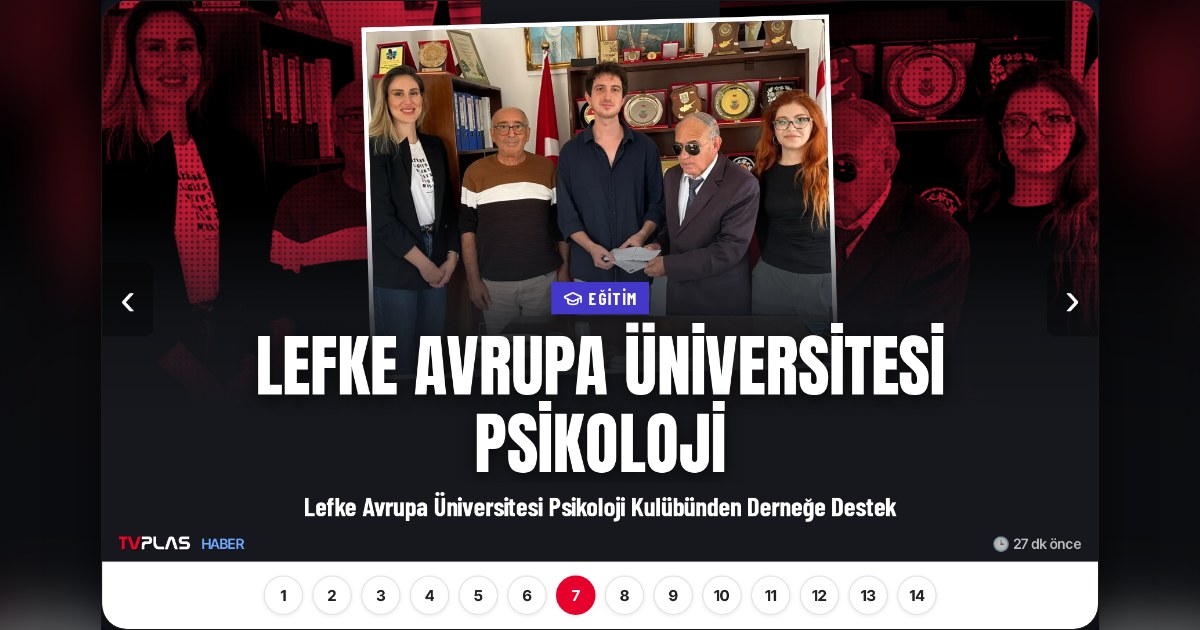 EĞİTİM
LEFKE AVRUPA ÜNİVERSİTESİ
PSİKOLOJİ
Lefke Avrupa Üniversitesi Psikoloji Kulübünden Derneğe Destek
TVPLAS HABER
27 dk önce
1 2 3 4 5 6 7 8 9 10 11 12 13 14